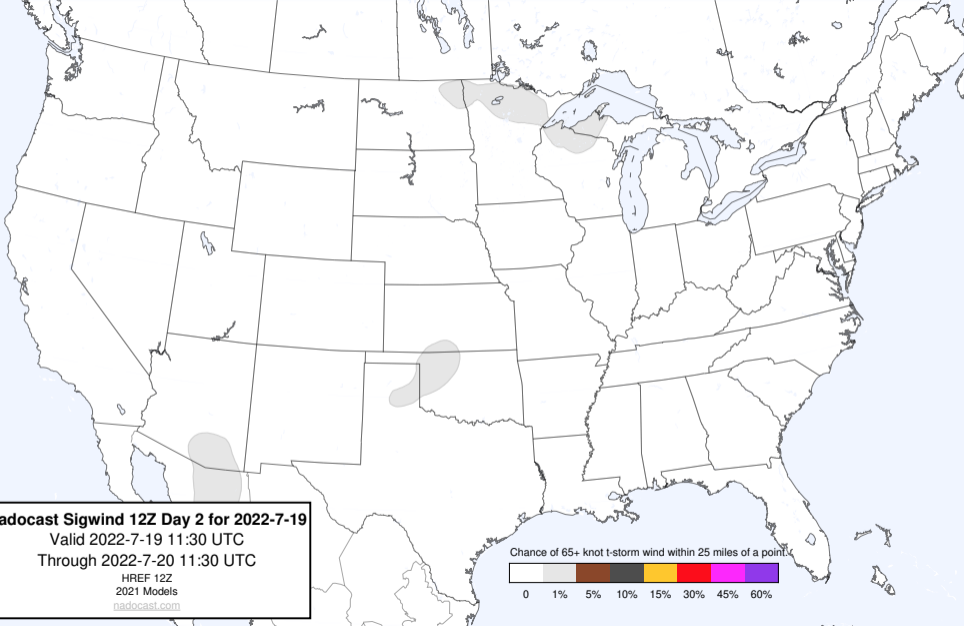 adocast Sigwind 12Z Day 2 for 2022-7-19
Valid 2022-7-19 11:30 UTC
Through 2022-7-20 11:30 UTC
HREF 12Z
2021 Models
nadocast.com
Chance of 65+ knot t-storm wind within 25 miles of a point.
0 1% 5% 10% 15% 30% 45% 60%